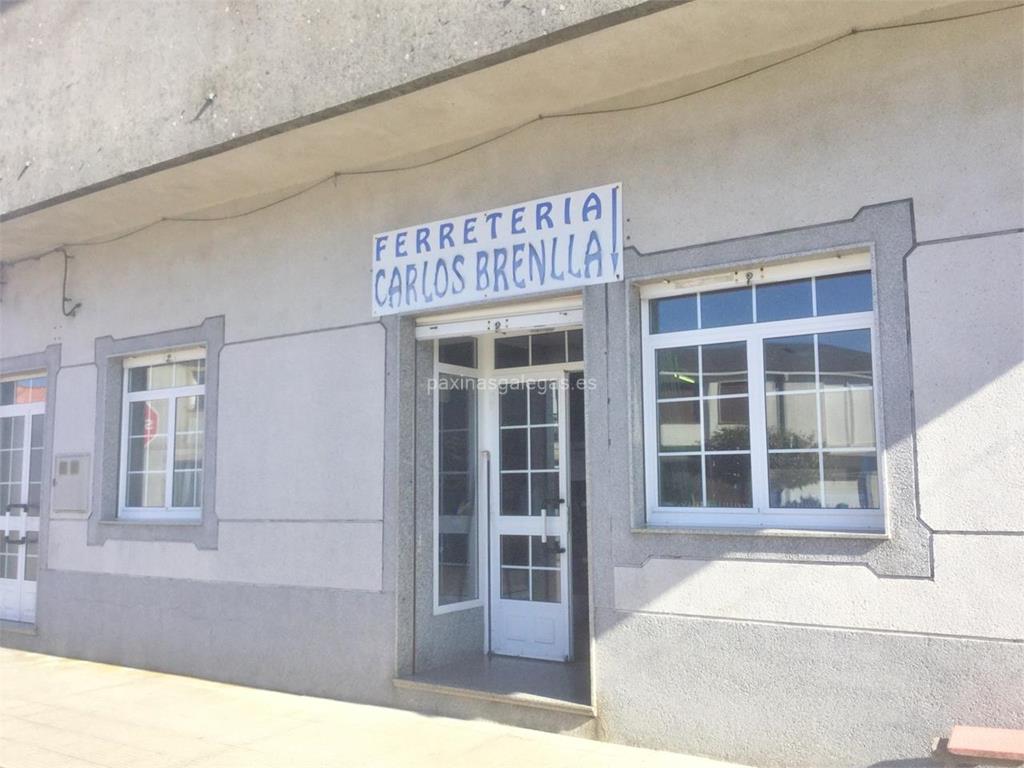 FERRETERIA
CARLOS BRENLLA
paxinasgalegas.es